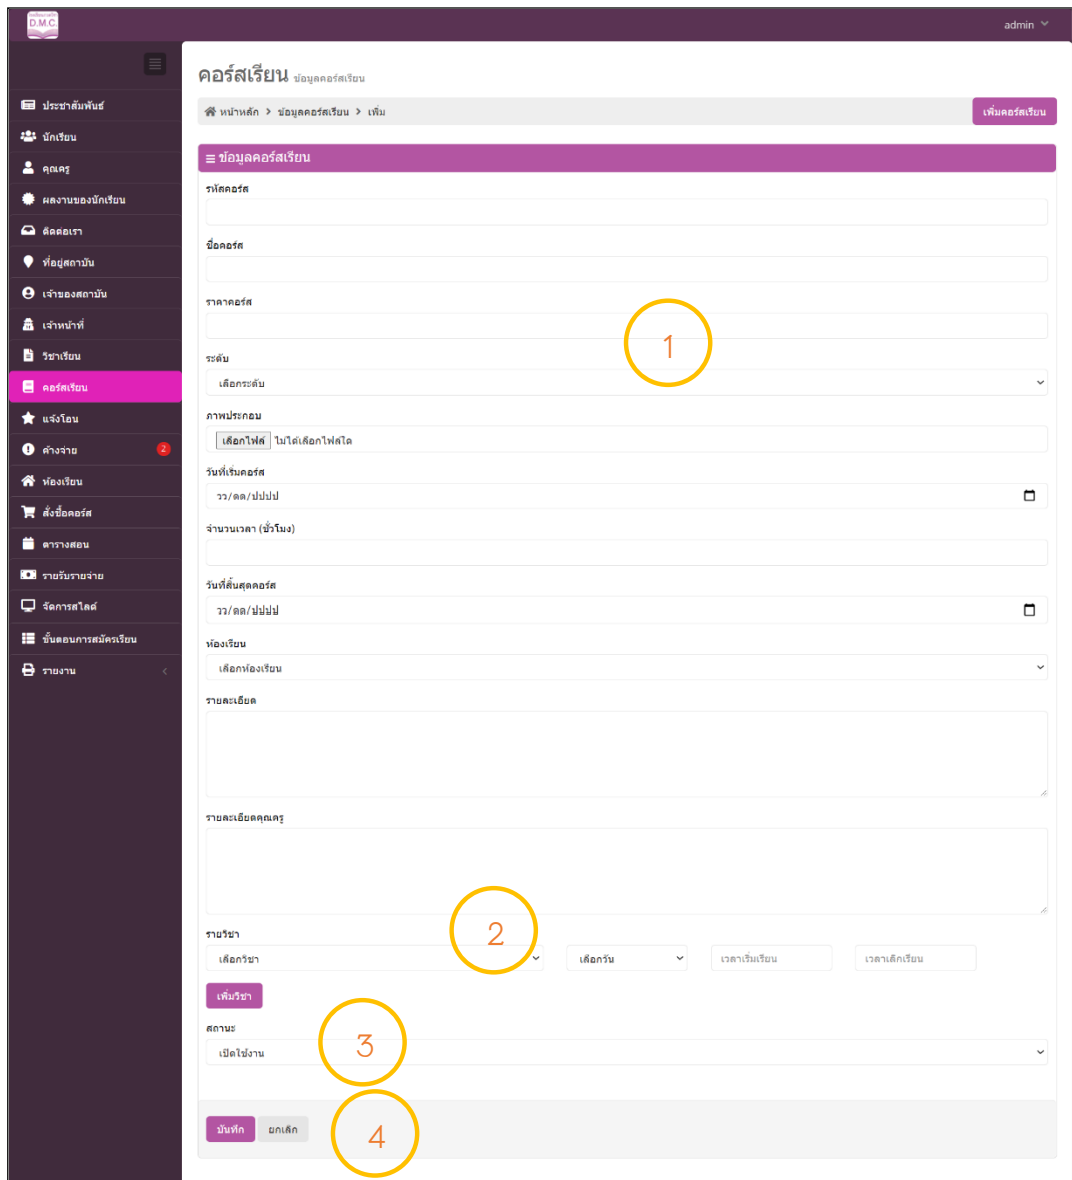 D.M.C.
admin
ประชาสัมพันธ์
นักเรียน
คุณครู
ผลงานของนักเรียน
ติดต่อเรา
ที่อยู่สถาบัน
เจ้าของสถาบัน
เจ้าหน้าที่
วิชาเรียน
คอร์สเรียน
แจ้งโอน
ค้างจ่าย 2
ห้องเรียน
สั่งซื้อคอร์ส
ตารางสอน
รายรับรายจ่าย
จัดการสไลด์
ขั้นตอนการสมัครเรียน
รายงาน
คอร์สเรียน ข้อมูลคอร์สเรียน
หน้าหลัก > ข้อมูลคอร์สเรียน > เพิ่ม
เพิ่มคอร์สเรียน
ข้อมูลคอร์สเรียน
รหัสคอร์ส
ชื่อคอร์ส
ราคาคอร์ส
1
ระดับ
เลือกระดับ
ภาพประกอบ
เลือกไฟล์ ไม่ได้เลือกไฟล์ใด
วันที่เริ่มคอร์ส
วว/ดด/ปปปป
จำนวนเวลา (ชั่วโมง)
วันที่สิ้นสุดคอร์ส
วว/ดด/ปปปป
ห้องเรียน
เลือกห้องเรียน
รายละเอียด
รายละเอียดคุณครู
รายวิชา
2
เลือกวิชา เลือกวัน เวลาเริ่มเรียน เวลาเลิกเรียน
เพิ่มวิชา
สถานะ
3
เปิดใช้งาน
บันทึก ยกเลิก
4